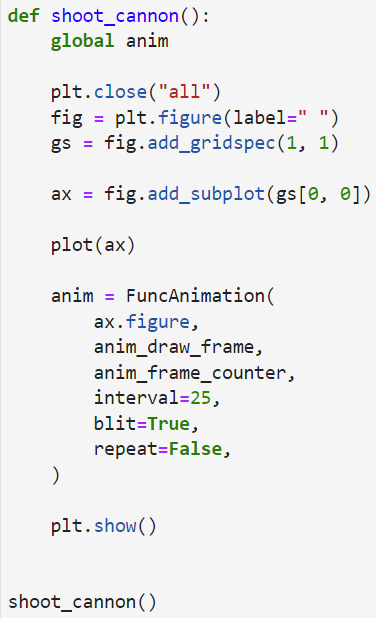 def shoot_cannon():
    global anim

    plt.close("all")
    fig = plt.figure(label=" ")
    gs = fig.add_gridspec(1, 1)

    ax = fig.add_subplot(gs[0, 0])

    plot(ax)

    anim = FuncAnimation(
        ax.figure,
        anim_draw_frame,
        anim_frame_counter,
        interval=25,
        blit=True,
        repeat=False,
    )

    plt.show()


shoot_cannon()